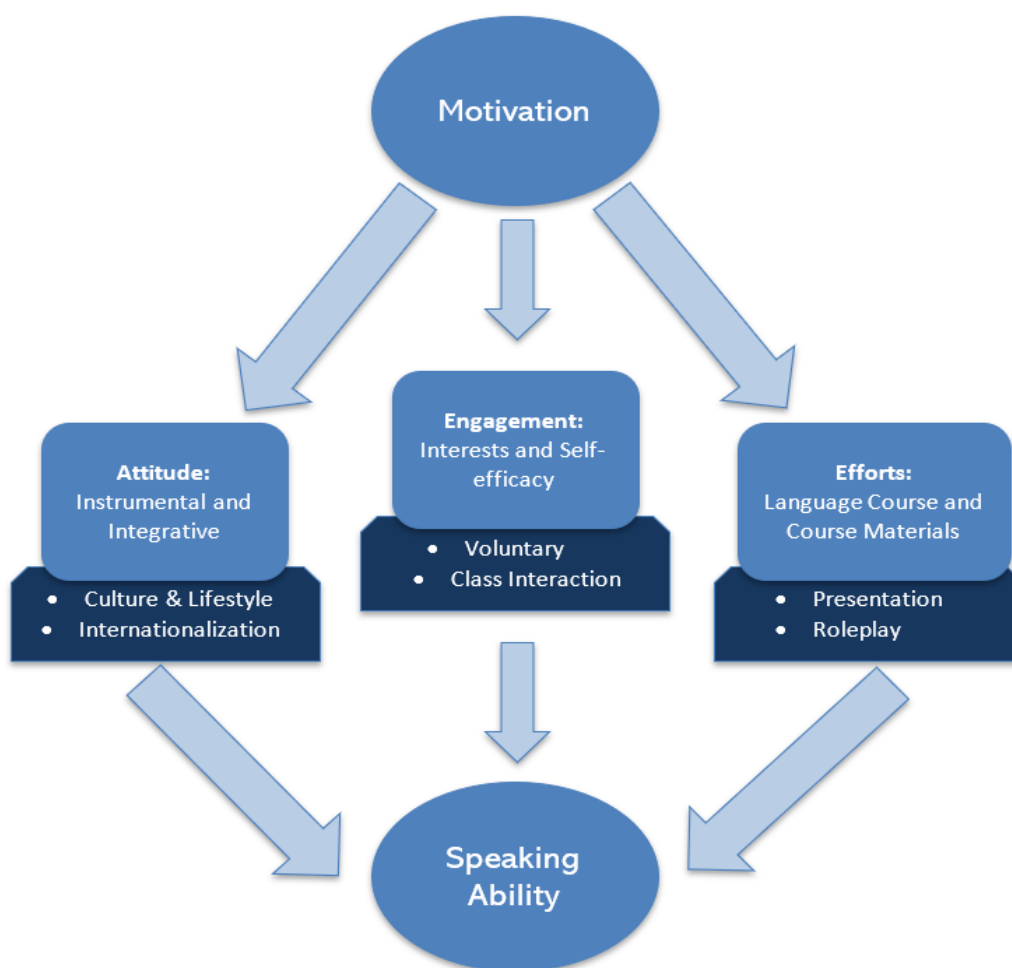 Motivation
Attitude:
Instrumental and
Integrative
• Culture & Lifestyle
• Internationalization
Engagement:
Interests and Self-
efficacy
• Voluntary
• Class Interaction
Efforts:
Language Course and
Course Materials
• Presentation
• Roleplay
Speaking
Ability